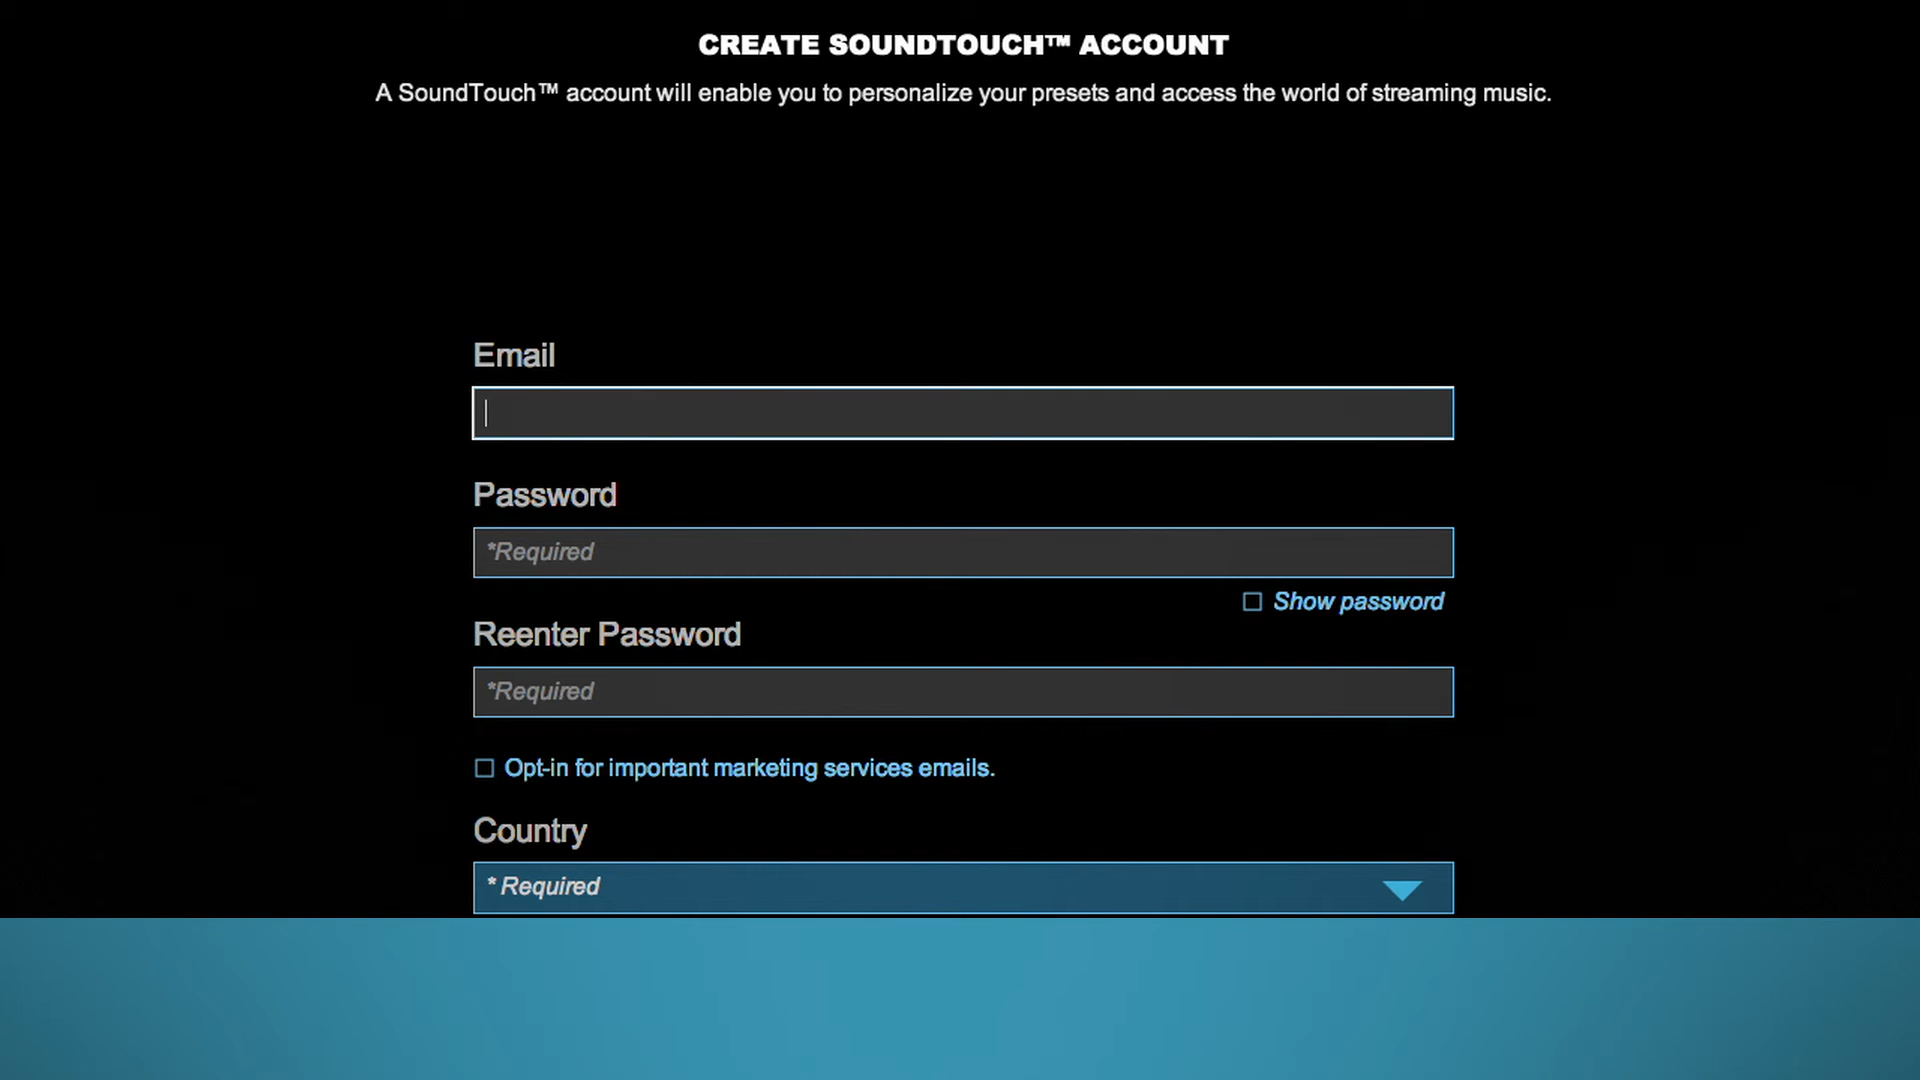 CREATE SOUNDTOUCH™ ACCOUNT
A SoundTouch™ account will enable you to personalize your presets and access the world of streaming music.
Email
Password
*Required
Show password
Reenter Password
*Required
Opt-in for important marketing services emails.
Country
* Required